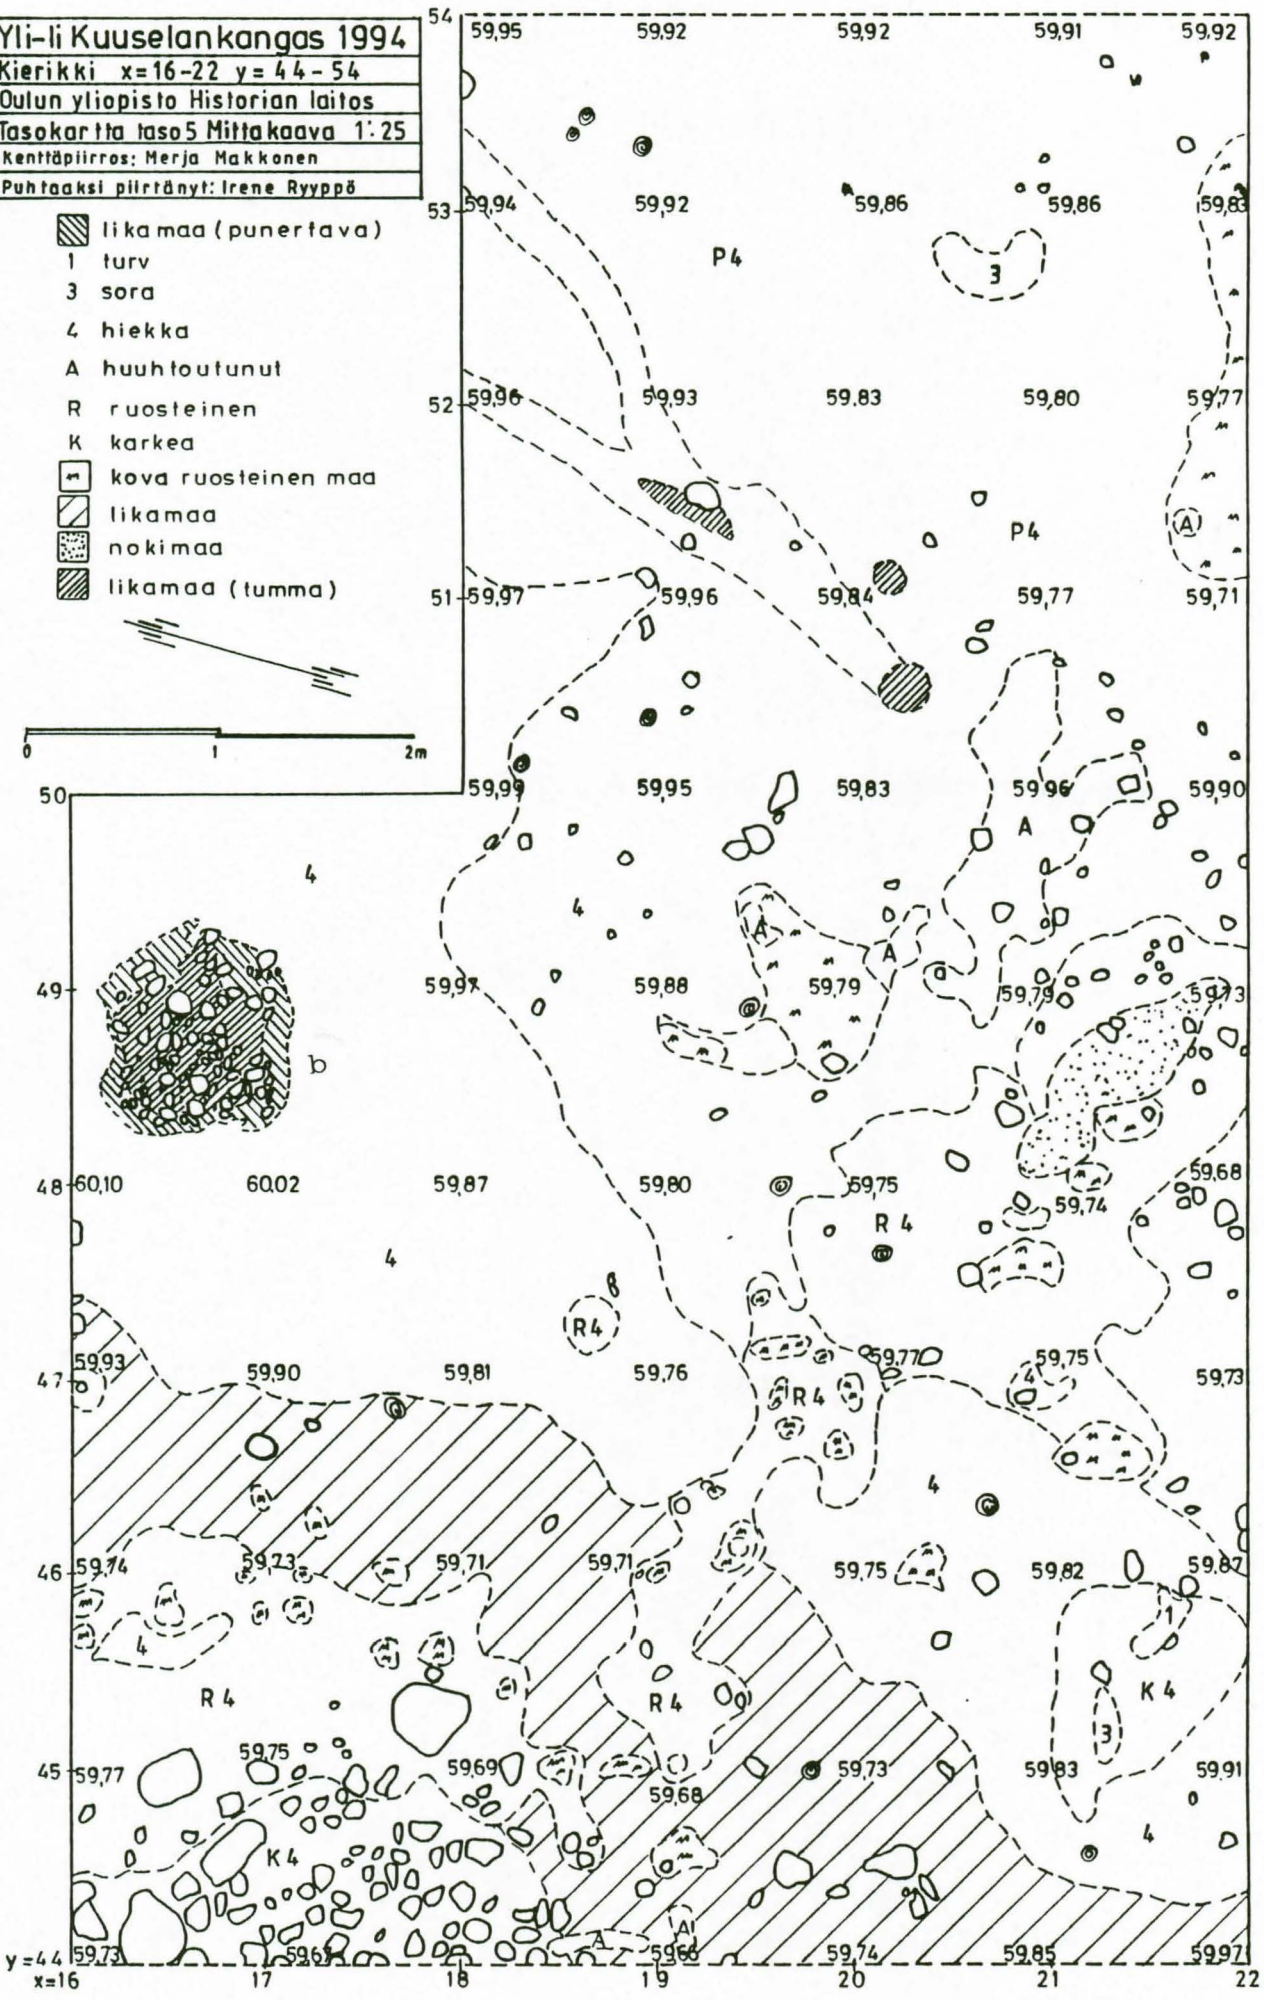 Yli-Ii Kuuselankangas 1994
Kierikki x=16-22 y=44-54
Oulun yliopisto Historian laitos
Tasokartta taso5 Mittakaava 1:25
Kenttäpiirros: Merja Makkonen
Puhtaaksi piirtänyt: Irene Ryyppö
likamaa (punertava)
1 turv
3 sora
4 hiekka
A huuhtoutunut
R ruosteinen
K karkea
kova ruosteinen maa
likamaa
nokimaa
likamaa (tumma)
0 1 2m
54
59,95 59,92 59,92 59,91 59,92
53 59,94 59,92 59,86 59,86 59,83
P4
3
52 59,96 59,93 59,83 59,80 59,77
P4 A
51 59,97 59,96 59,84 59,77 59,71
50 59,99 59,95 59,83 59,96 59,90
A
4
4
A A
49 59,97 59,88 59,79 59,79 59,73
b
48 60,10 60,02 59,87 59,80 59,75 59,74 59,68
R4
4
R4
47 59,93 59,90 59,81 59,76 59,77 59,75 59,73
R4 4
4
46 59,74 59,73 59,71 59,71 59,75 59,82 59,87
4 1
R4 R4 K4
3
45 59,77 59,75 59,69 59,68 59,73 59,83 59,91
4
K4
A A
y=44 59,73 59,67 59,66 59,74 59,85 59,97
x=16 17 18 19 20 21 22